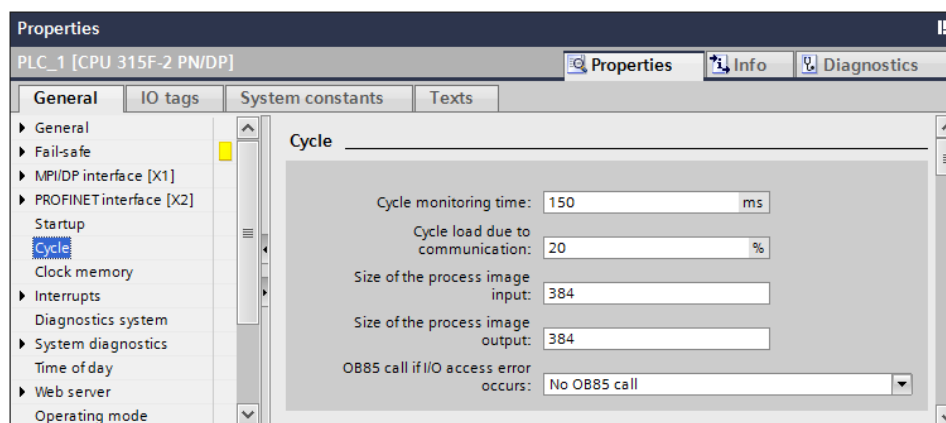 Properties
PLC_1 [CPU 315F-2 PN/DP]
Properties
Info
Diagnostics
General
IO tags
System constants
Texts
General
Fail-safe
MPI/DP interface [X1]
PROFINET interface [X2]
Startup
Cycle
Clock memory
Interrupts
Diagnostics system
System diagnostics
Time of day
Web server
Operating mode
Cycle
Cycle monitoring time: 150 ms
Cycle load due to
communication: 20 %
Size of the process image
input: 384
Size of the process image
output: 384
OB85 call if I/O access error
occurs: No OB85 call